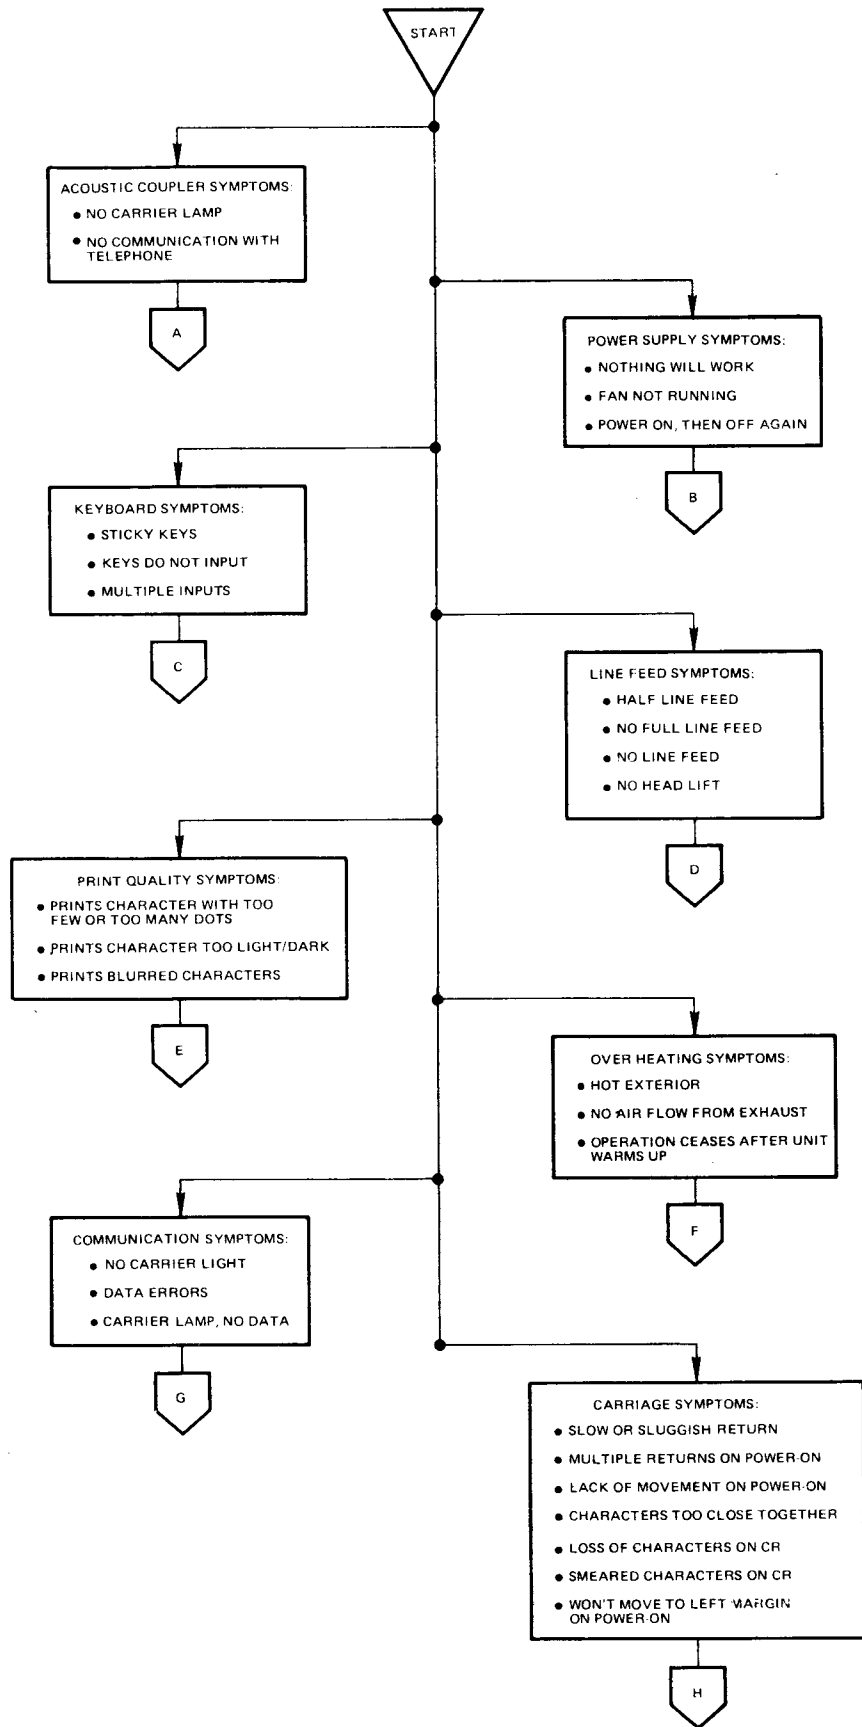 START
ACOUSTIC COUPLER SYMPTOMS:
• NO CARRIER LAMP
• NO COMMUNICATION WITH
TELEPHONE
A
POWER SUPPLY SYMPTOMS:
• NOTHING WILL WORK
• FAN NOT RUNNING
• POWER ON, THEN OFF AGAIN
B
KEYBOARD SYMPTOMS:
• STICKY KEYS
• KEYS DO NOT INPUT
• MULTIPLE INPUTS
C
LINE FEED SYMPTOMS:
• HALF LINE FEED
• NO FULL LINE FEED
• NO LINE FEED
• NO HEAD LIFT
D
PRINT QUALITY SYMPTOMS:
• PRINTS CHARACTER WITH TOO
FEW OR TOO MANY DOTS
• PRINTS CHARACTER TOO LIGHT/DARK
• PRINTS BLURRED CHARACTERS
E
OVER HEATING SYMPTOMS:
• HOT EXTERIOR
• NO AIR FLOW FROM EXHAUST
• OPERATION CEASES AFTER UNIT
WARMS UP
F
COMMUNICATION SYMPTOMS:
• NO CARRIER LIGHT
• DATA ERRORS
• CARRIER LAMP, NO DATA
G
CARRIAGE SYMPTOMS:
• SLOW OR SLUGGISH RETURN
• MULTIPLE RETURNS ON POWER-ON
• LACK OF MOVEMENT ON POWER-ON
• CHARACTERS TOO CLOSE TOGETHER
• LOSS OF CHARACTERS ON CR
• SMEARED CHARACTERS ON CR
• WON'T MOVE TO LEFT MARGIN
ON POWER-ON
H